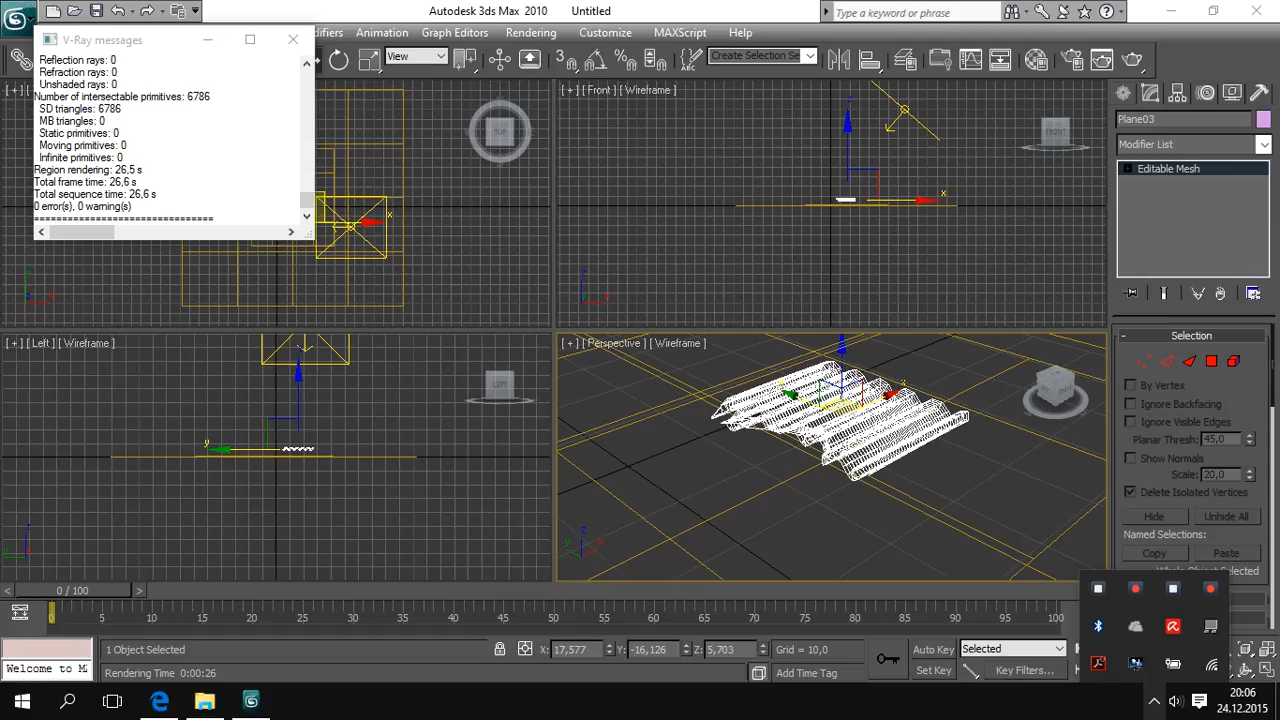 Autodesk 3ds Max 2010 Untitled
Type a keyword or phrase
V-Ray messages
Animation Graph Editors Rendering Customize MAXScript Help
View
Create Selection Se
Reflection rays: 0
Refraction rays: 0
Unshaded rays: 0
Number of intersectable primitives: 6786
SD triangles: 6786
MB triangles: 0
Static primitives: 0
Moving primitives: 0
Infinite primitives: 0
Region rendering: 26,5 s
Total frame time: 26,6 s
Total sequence time: 26,6 s
0 error(s), 0 warning(s)
=============================
TOP
x
[ + ] [ Front ] [ Wireframe ]
FRONT
z
x
z
x
Plane03
Modifier List
Editable Mesh
[ + ] [ Left ] [ Wireframe ]
LEFT
y
z
y
[ + ] [ Perspective ] [ Wireframe ]
x
z
y
x
Selection
By Vertex
Ignore Backfacing
Ignore Visible Edges
Planar Thresh: 45,0
Show Normals
Scale: 20,0
Delete Isolated Vertices
Hide Unhide All
Named Selections:
Copy Paste
Whole Object Selected
< 0 / 100 >
0 5 10 15 20 25 30 35 40 45 50 55 60 65 70 75 80 85 90 95 100
1 Object Selected
X: 17,577 Y: -16,126 Z: 5,703
Grid = 10,0
Auto Key Selected
Welcome to M
Rendering Time 0:00:26
Add Time Tag
Set Key Key Filters...
20:06
24.12.2015